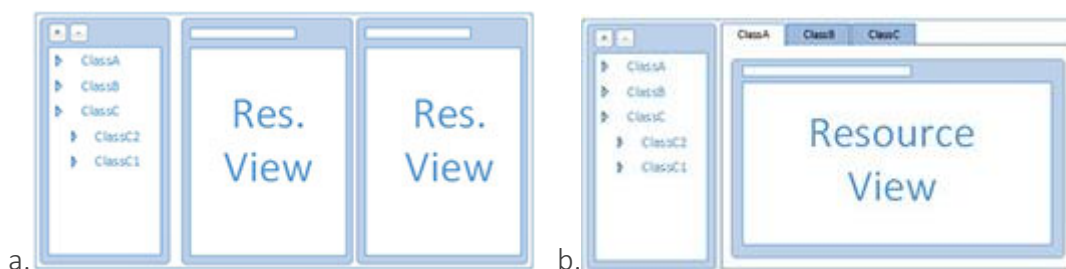 a.
+ -
ClassA
ClassB
ClassC
ClassC2
ClassC1
Res.
View
Res.
View
b.
+ -
ClassA
ClassB
ClassC
ClassC2
ClassC1
ClassA ClassB ClassC
Resource
View